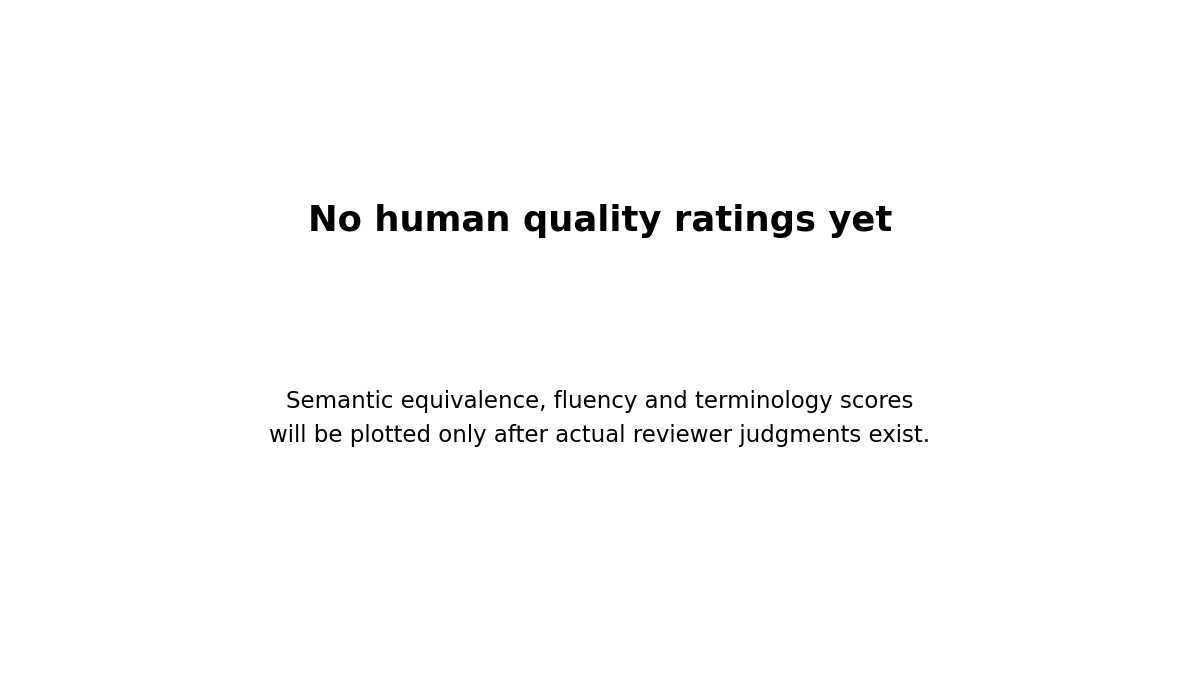 No human quality ratings yet
Semantic equivalence, fluency and terminology scores
will be plotted only after actual reviewer judgments exist.